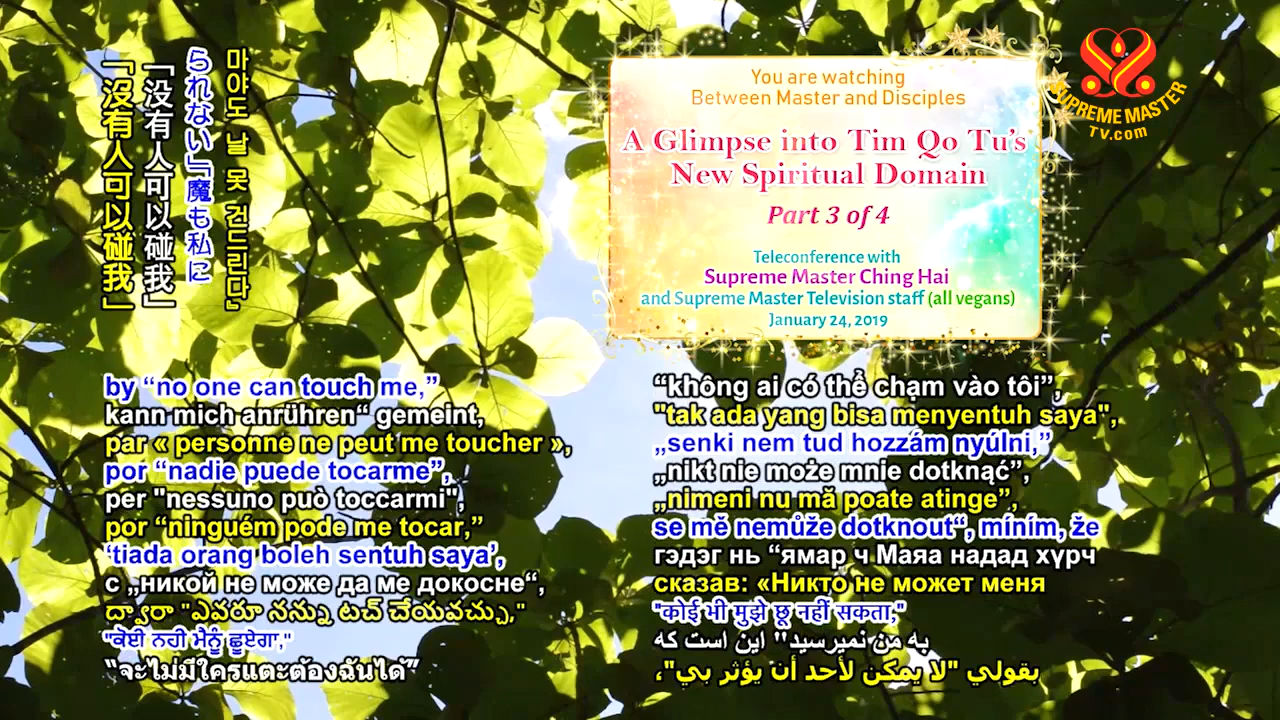 You are watching
Between Master and Disciples
A Glimpse into Tim Qo Tu's
New Spiritual Domain
Part 3 of 4
Teleconference with
Supreme Master Ching Hai
and Supreme Master Television staff (all vegans)
January 24, 2019
SUPREME MASTER
TV.com
마야도 날 못 건드린다』
られない」魔も私に
「没有人可以碰我」
「沒有人可以碰我」
by “no one can touch me,”
kann mich anrühren“ gemeint,
par « personne ne peut me toucher »,
por “nadie puede tocarme”,
per "nessuno può toccarmi",
por “ninguém pode me tocar,”
‘tiada orang boleh sentuh saya’,
с „никой не може да ме докосне“,
ద్వారా "ఎవరూ నన్ను టచ్ చేయవచ్చు,"
"ਕੋਈ ਨਹੀ ਮੈਨੂੰ ਛੂਏਗਾ,"
“จะไม่มีใครแตะต้องฉันได้”
“không ai có thể chạm vào tôi”,
"tak ada yang bisa menyentuh saya",
„senki nem tud hozzám nyúlni,”
„nikt nie może mnie dotknąć”,
„nimeni nu mă poate atinge”,
se mě nemůže dotknout“, míním, že
гэдэг нь “ямар ч Маяа надад хүрч
сказав: «Никто не может меня
"कोई भी मुझे छू नहीं सकता,"
به من نمیرسید" این است که
بقولي "لا يمكن لأحد أن يؤثر بي"،